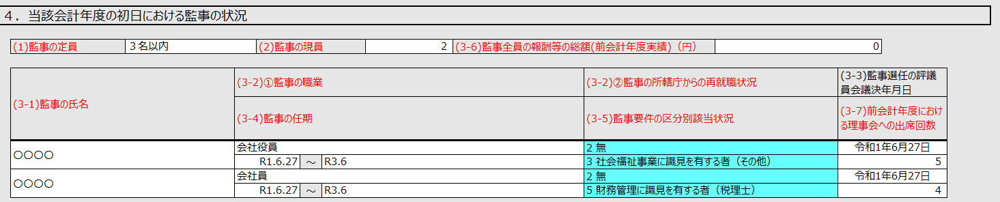 ４．当該会計年度の初日における監事の状況
(1)監事の定員 ３名以内 (2)監事の現員 2 (3-6)監事全員の報酬等の総額(前会計年度実績)（円） 0
(3-1)監事の氏名
(3-2)①監事の職業
(3-2)②監事の所轄庁からの再就職状況
(3-3)監事選任の評議
員会議決年月日
(3-4)監事の任期
(3-5)監事要件の区分別該当状況
(3-7)前会計年度におけ
る理事会への出席回数
〇〇〇〇
会社役員 2 無 令和1年6月27日
R1.6.27 ～ R3.6 3 社会福祉事業に識見を有する者（その他） 5
〇〇〇〇
会社員 2 無 令和1年6月27日
R1.6.27 ～ R3.6 5 財務管理に識見を有する者（税理士） 4